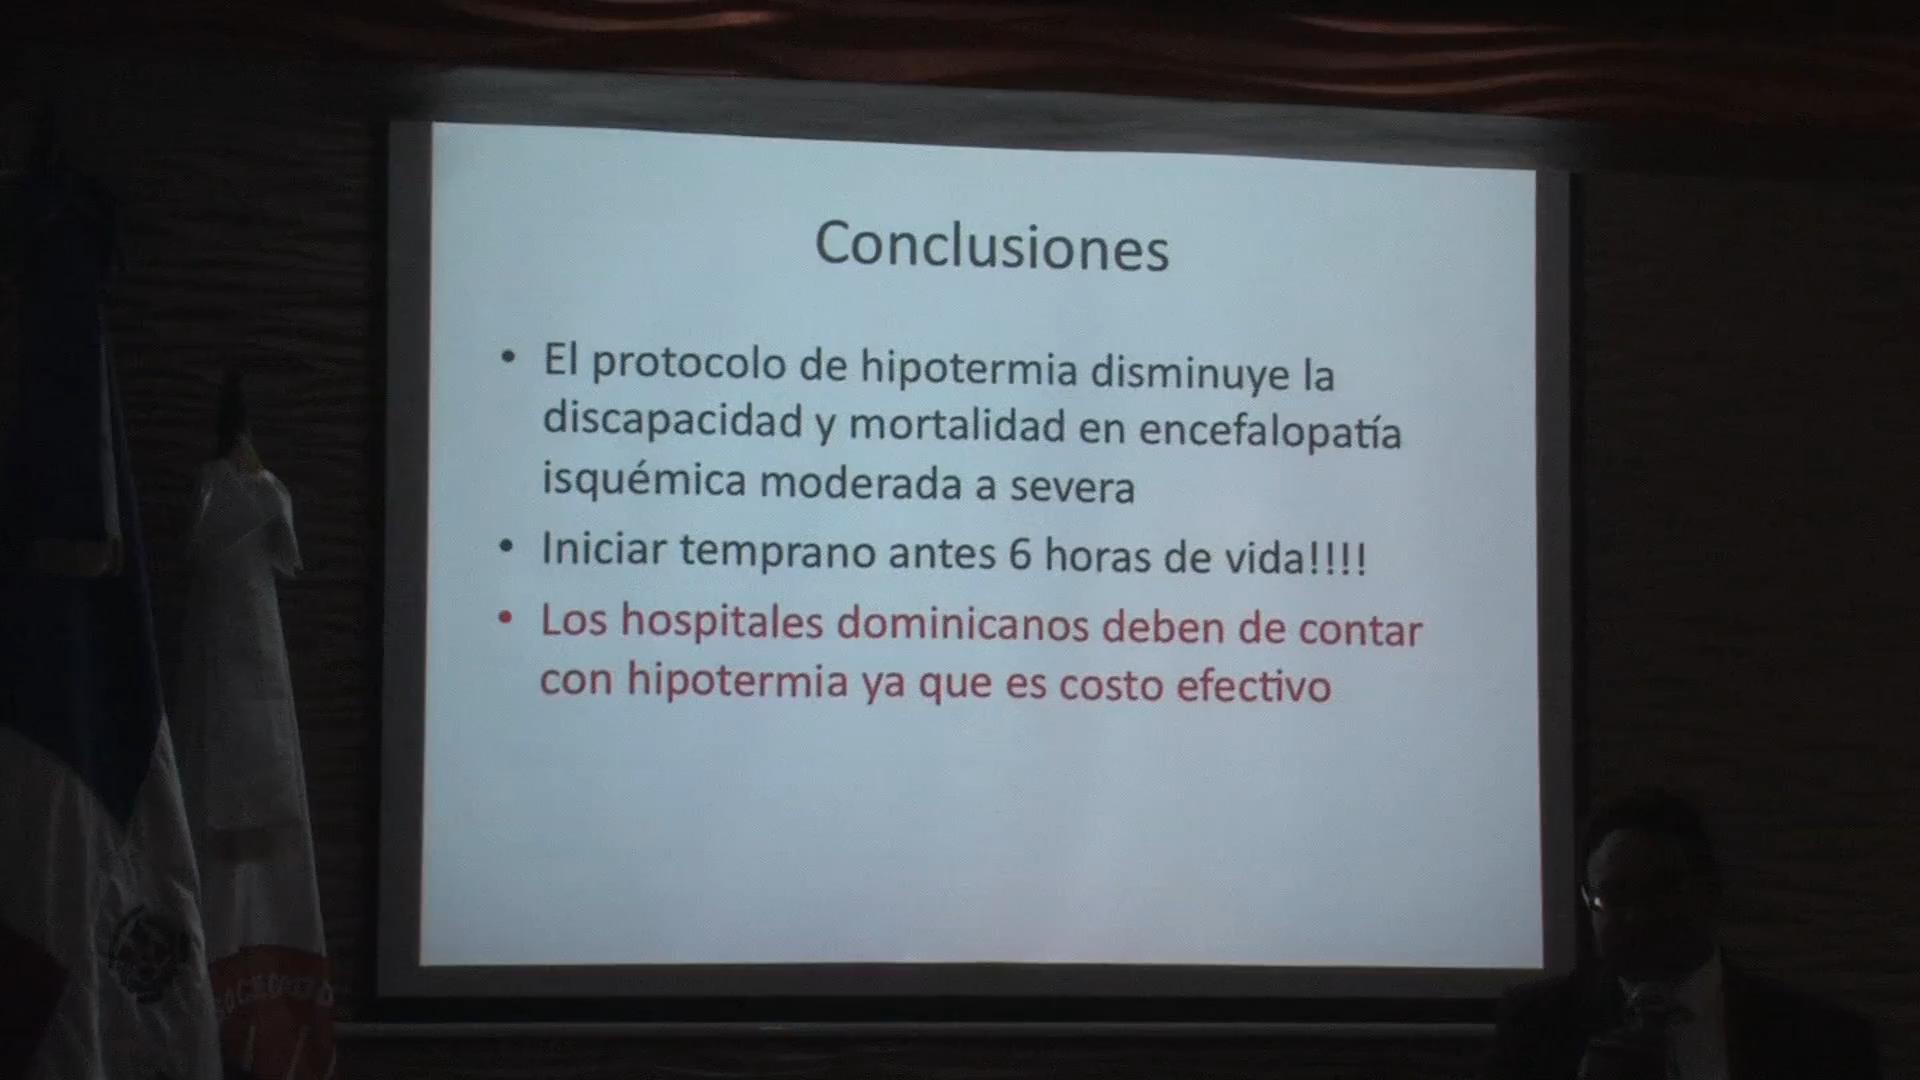 Conclusiones
• El protocolo de hipotermia disminuye la
discapacidad y mortalidad en encefalopatía
isquémica moderada a severa
• Iniciar temprano antes 6 horas de vida!!!!
• Los hospitales dominicanos deben de contar
con hipotermia ya que es costo efectivo